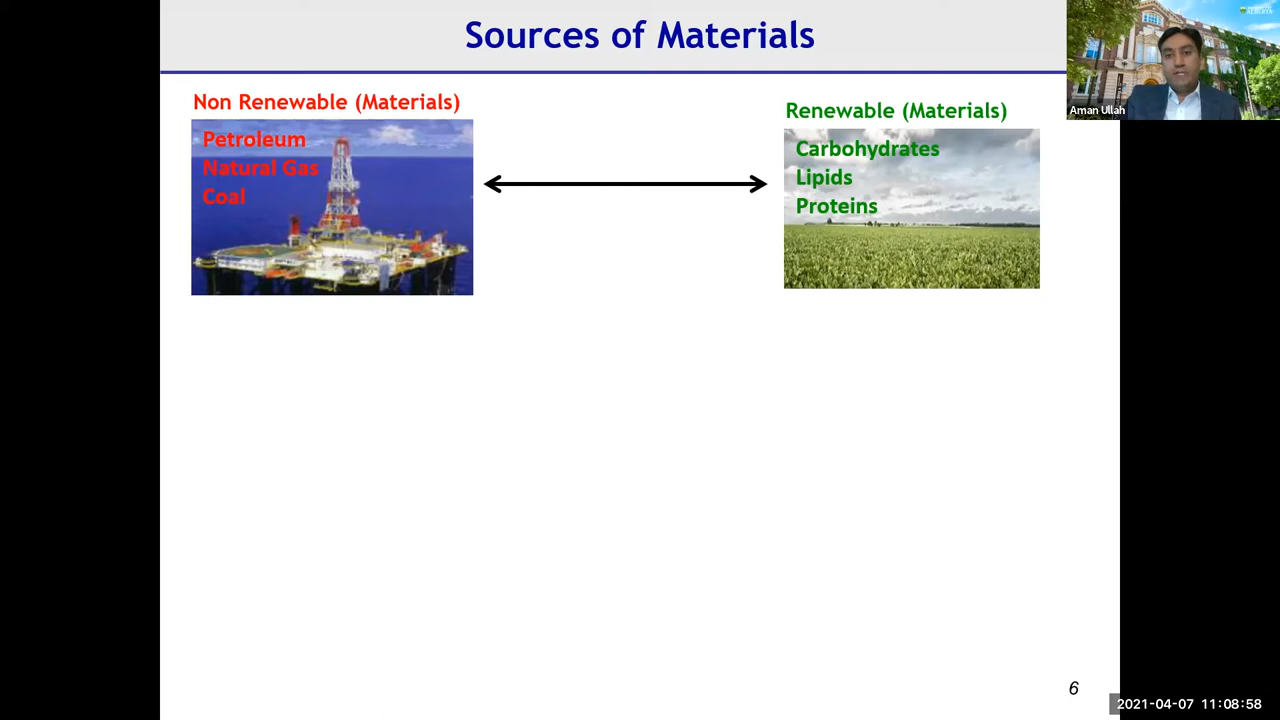 Sources of Materials
Non Renewable (Materials)
Petroleum
Natural Gas
Coal
Renewable (Materials)
Carbohydrates
Lipids
Proteins
Aman Ullah
6
2021-04-07 11:08:58